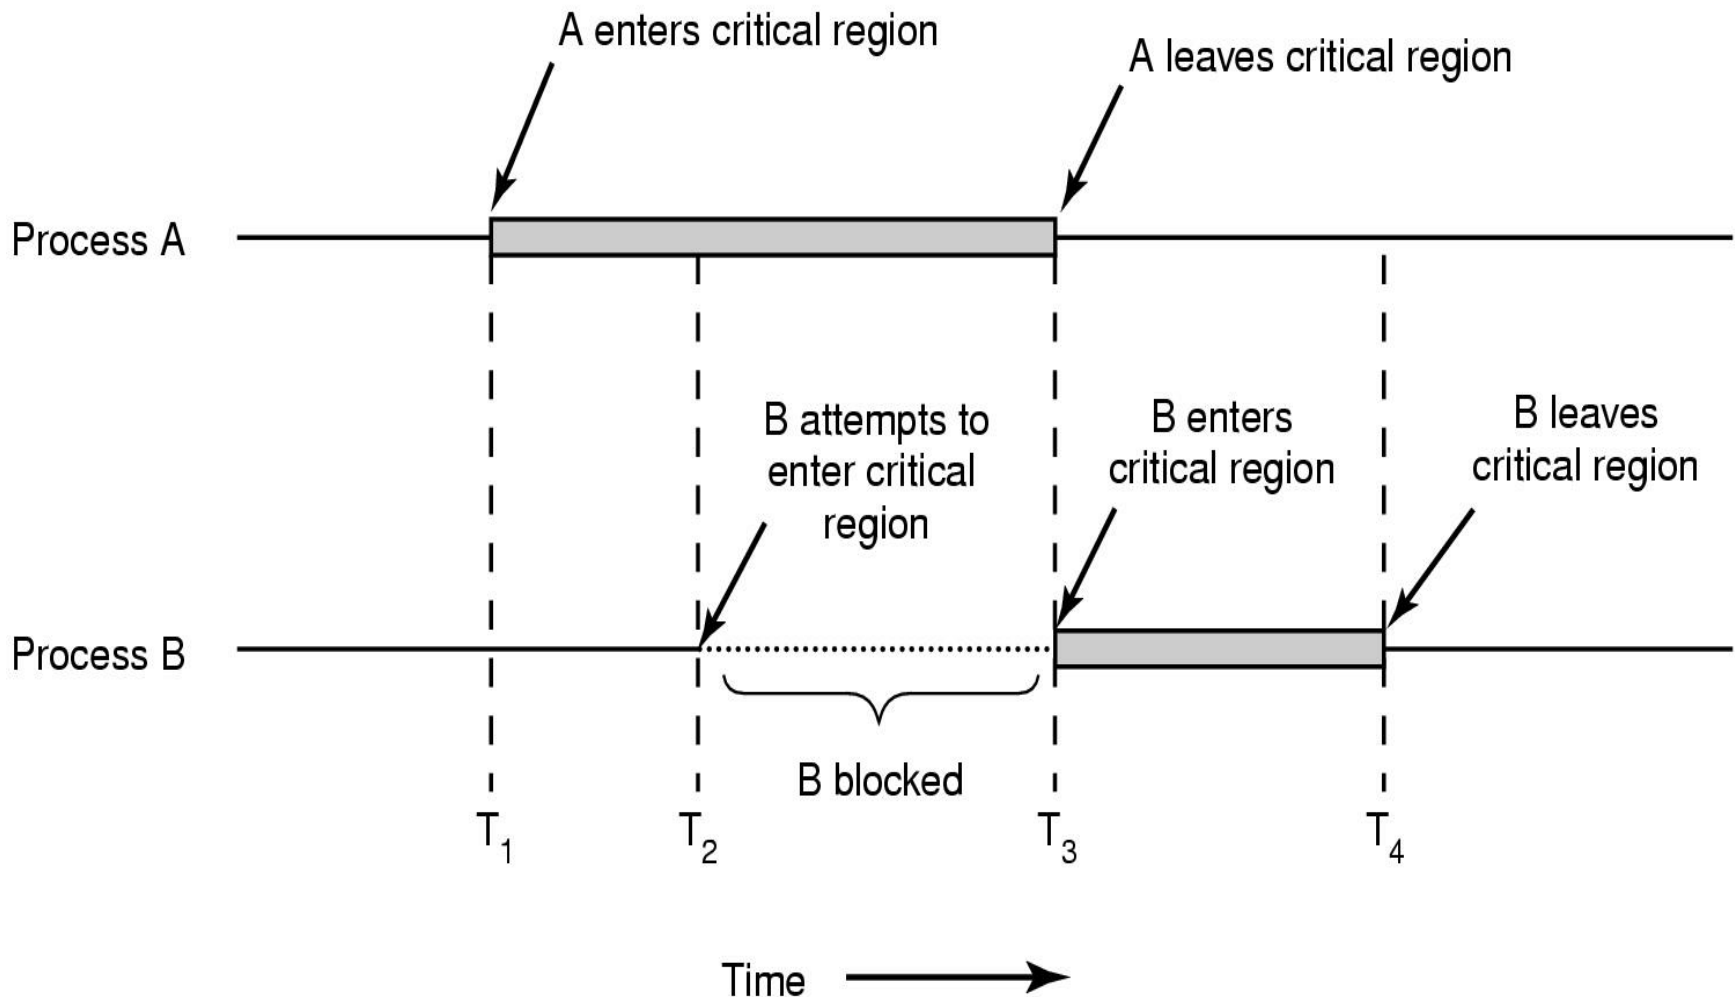 A enters critical region
A leaves critical region
Process A
B attempts to
enter critical
region
B enters
critical region
B leaves
critical region
Process B
B blocked
T1
T2
T3
T4
Time